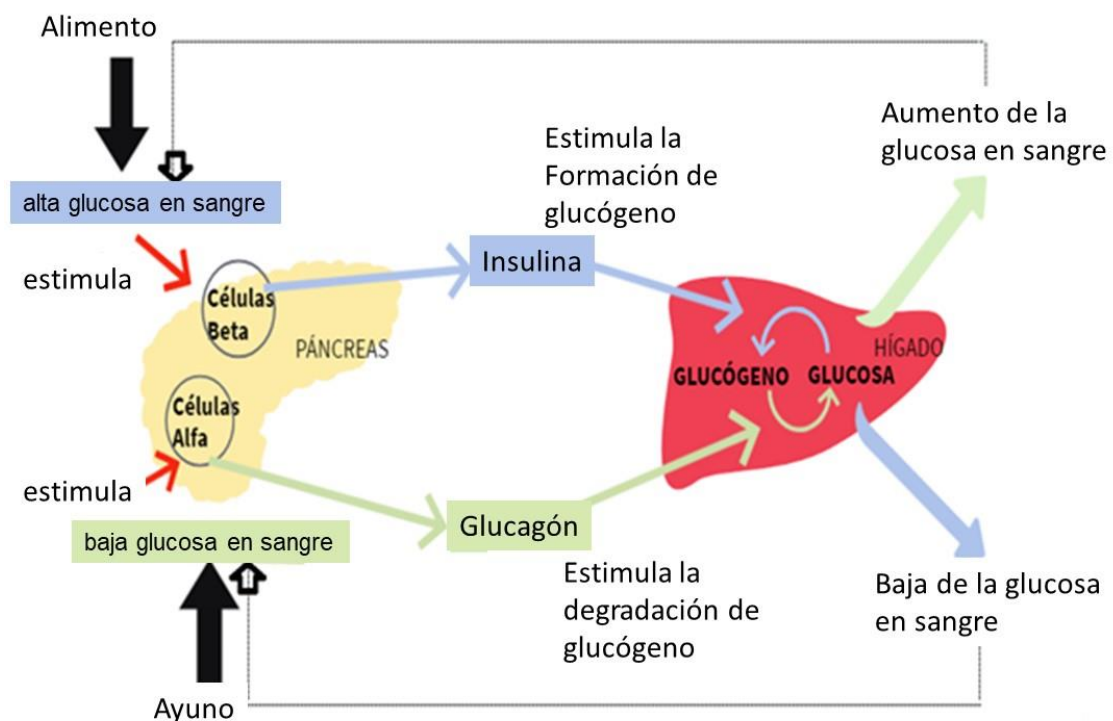 Alimento
alta glucosa en sangre
estimula
Células
Beta
PÁNCREAS
Células
Alfa
estimula
baja glucosa en sangre
Ayuno
Estimula la
Formación de
glucógeno
Insulina
Glucagón
Estimula la
degradación de
glucógeno
HÍGADO
GLUCÓGENO GLUCOSA
Aumento de la
glucosa en sangre
Baja de la glucosa
en sangre